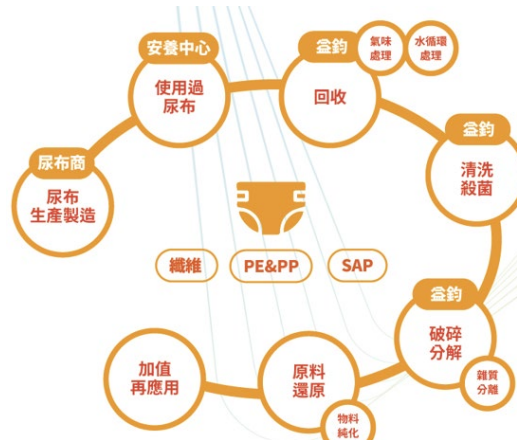 尿布商
尿布
生產製造
安養中心
使用過
尿布
益鈞
回收
氣味
處理
水循環
處理
益鈞
清洗
殺菌
益鈞
破碎
分解
雜質
分離
原料
還原
物料
純化
加值
再應用
纖維
PE&PP
SAP